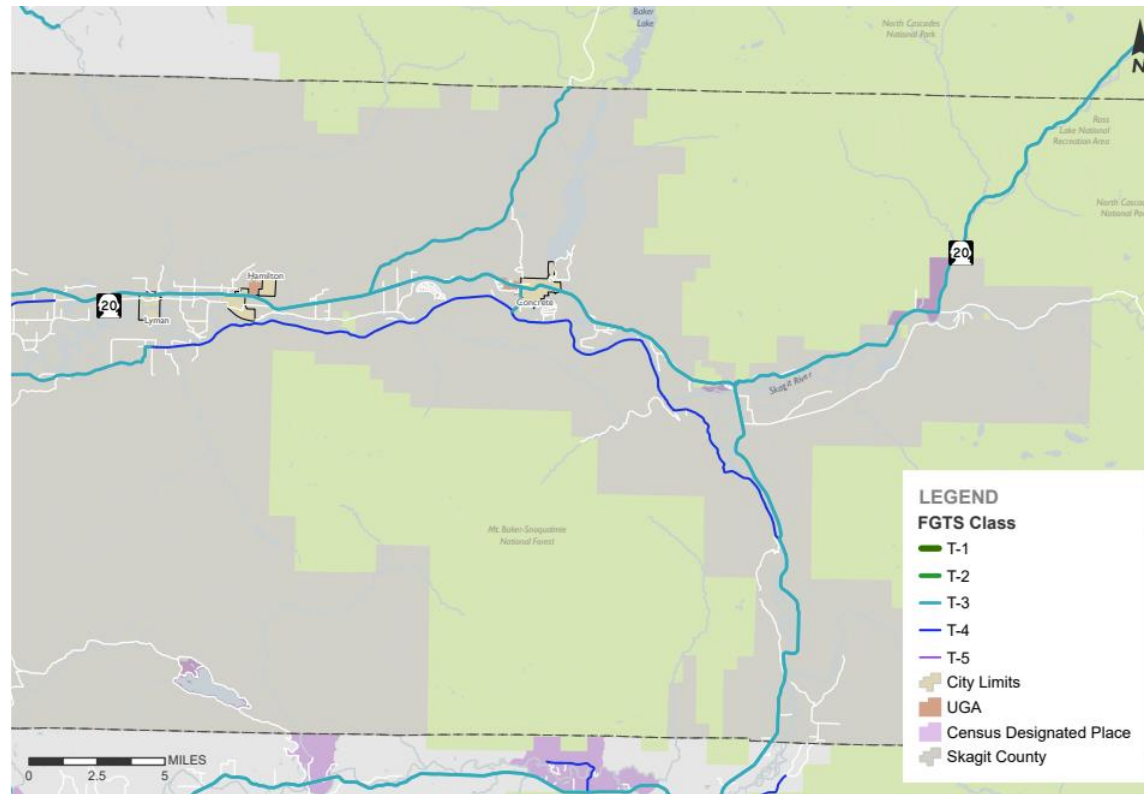 Baker
Lake
North Cascades
National Park
N
Ross
Lake National
Recreation Area
North Casca
National Par
20
Hamilton
20
Lyman
Concrete
Skagit River
Mt. Baker-Snoqualmie
National Forest
LEGEND
FGTS Class
T-1
T-2
T-3
T-4
T-5
City Limits
UGA
Census Designated Place
Skagit County
MILES
0 2.5 5